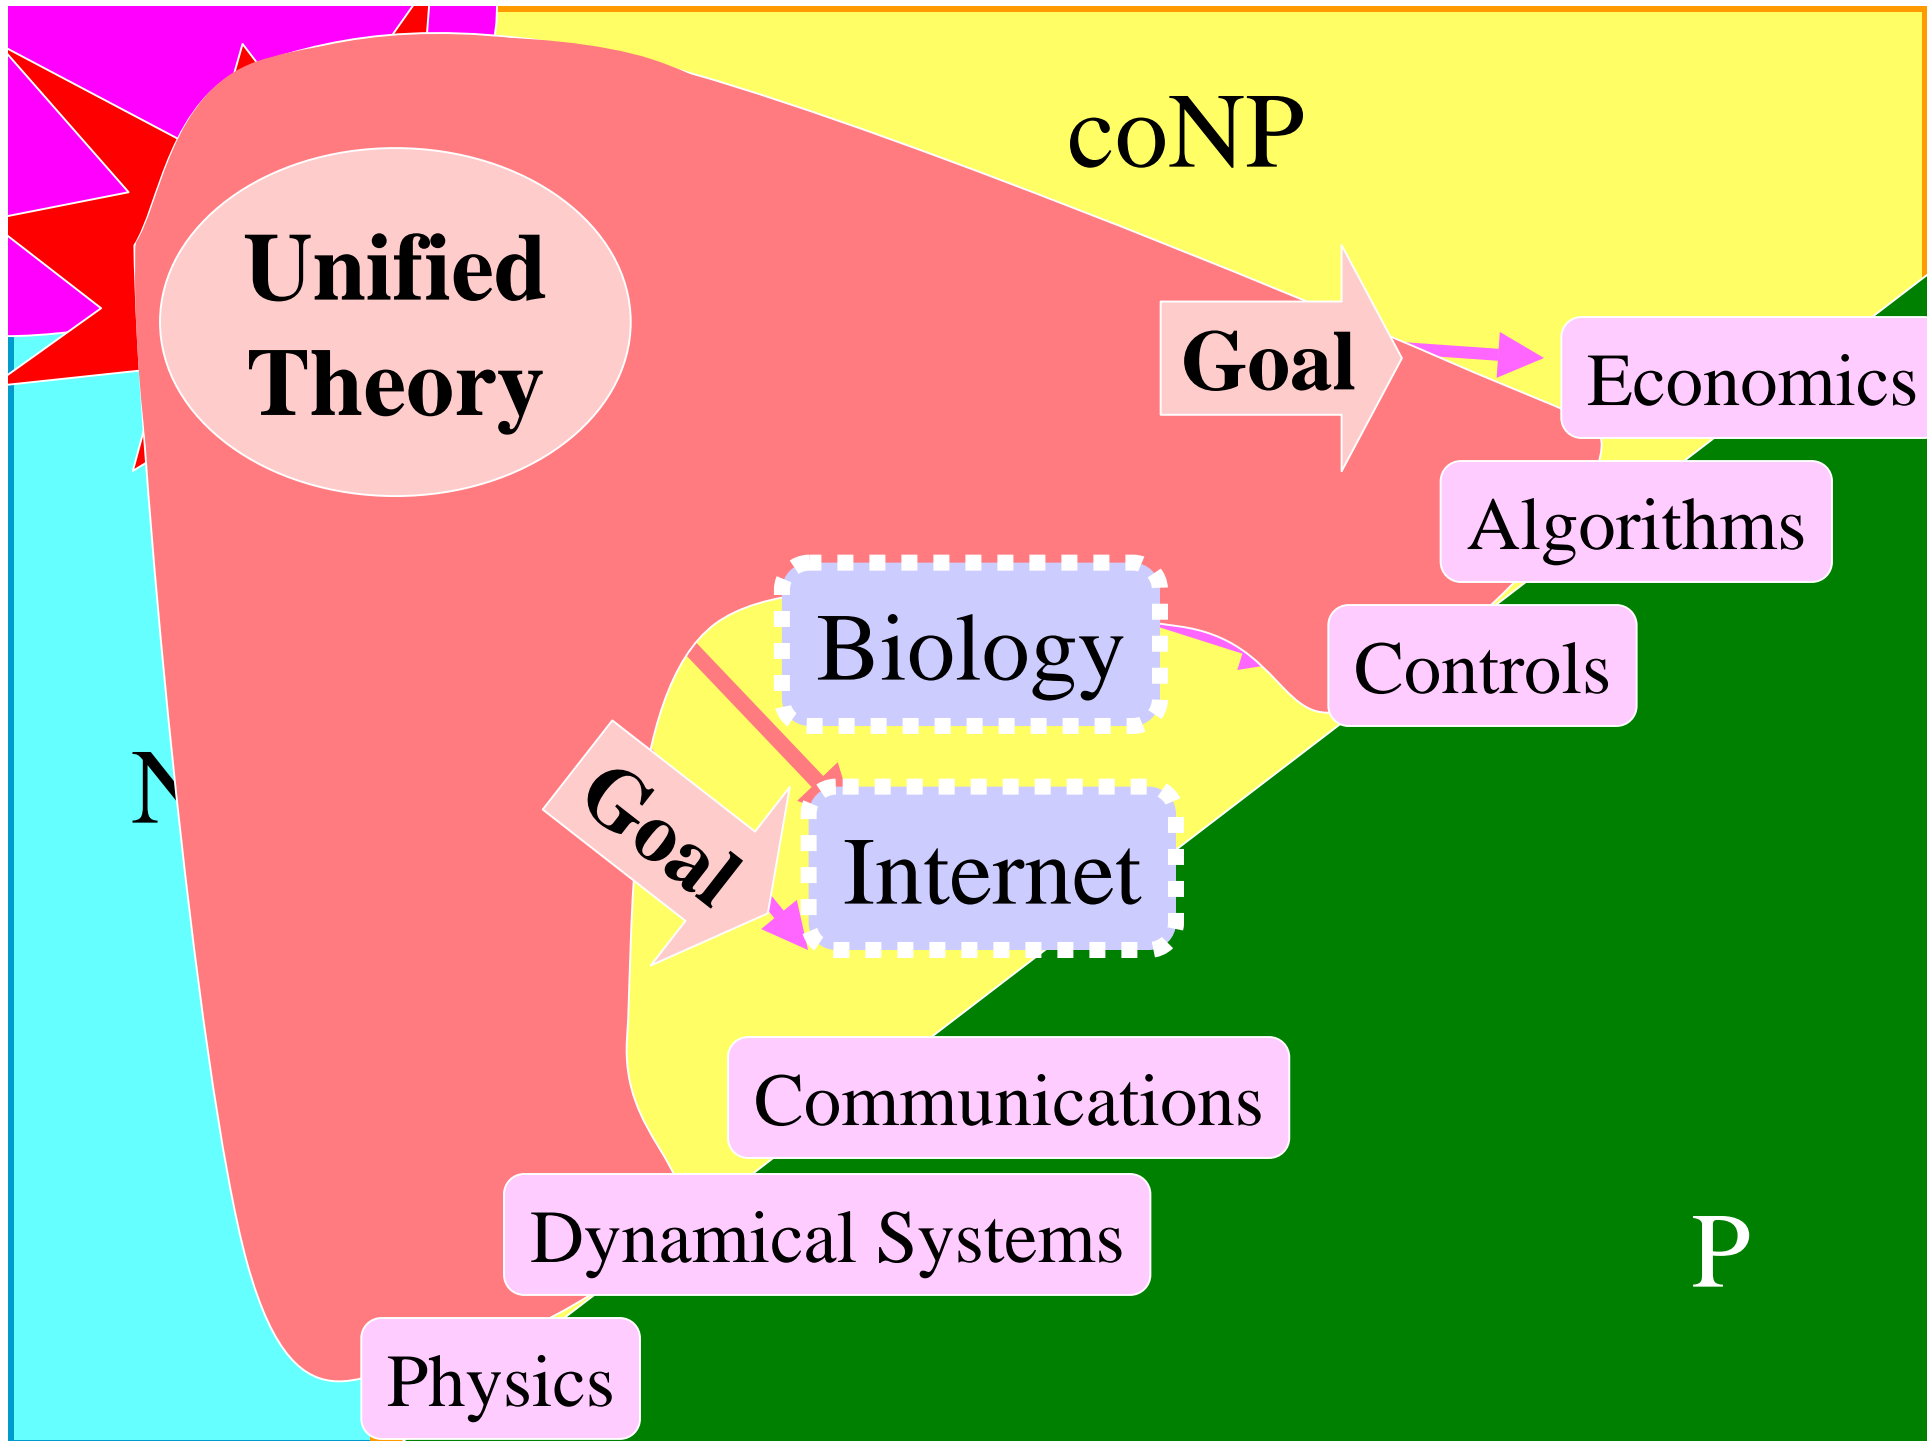 coNP
Unified
Theory
Goal
Economics
Algorithms
Biology
Controls
N
Goal
Internet
Communications
Dynamical Systems
P
Physics